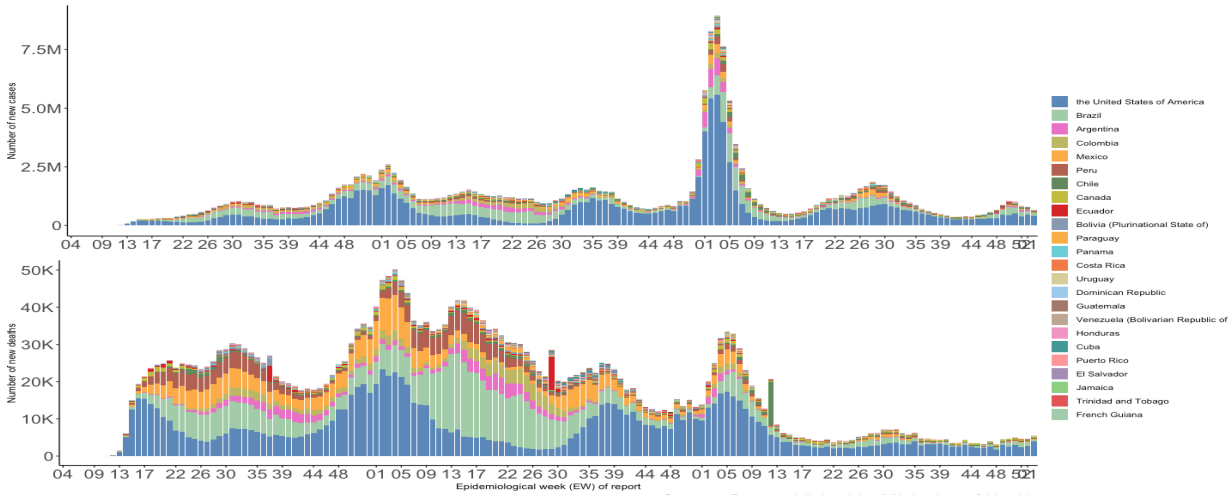 Number of new cases
7.5M
5.0M
2.5M
0
04 09 13 17 22 26 30 35 39 44 48 01 05 09 13 17 22 26 30 35 39 44 48 01 05 09 13 17 22 26 30 35 39 44 48 5201
Number of new deaths
50K
40K
30K
20K
10K
0
04 09 13 17 22 26 30 35 39 44 48 01 05 09 13 17 22 26 30 35 39 44 48 01 05 09 13 17 22 26 30 35 39 44 48 5201
Epidemiological week (EW) of report
the United States of America
Brazil
Argentina
Colombia
Mexico
Peru
Chile
Canada
Ecuador
Bolivia (Plurinational State of)
Paraguay
Panama
Costa Rica
Uruguay
Dominican Republic
Guatemala
Venezuela (Bolivarian Republic of
Honduras
Cuba
Puerto Rico
El Salvador
Jamaica
Trinidad and Tobago
French Guiana